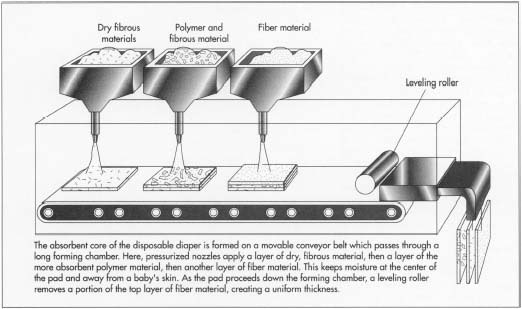 Dry fibrous
materials
Polymer and
fibrous material
Fiber material
Leveling roller
The absorbent core of the disposable diaper is formed on a movable conveyor belt which passes through a
long forming chamber. Here, pressurized nozzles apply a layer of dry, fibrous material, then a layer of the
more absorbent polymer material, then another layer of fiber material. This keeps moisture at the center of
the pad and away from a baby's skin. As the pad proceeds down the forming chamber, a leveling roller
removes a portion of the top layer of fiber material, creating a uniform thickness.